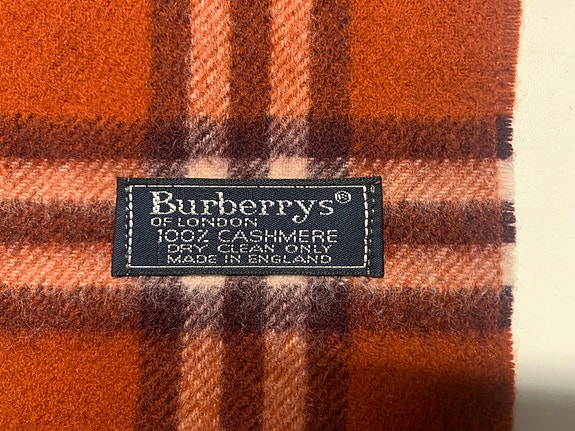 Burberrys®
OF LONDON
100% CASHMERE
DRY CLEAN ONLY
MADE IN ENGLAND